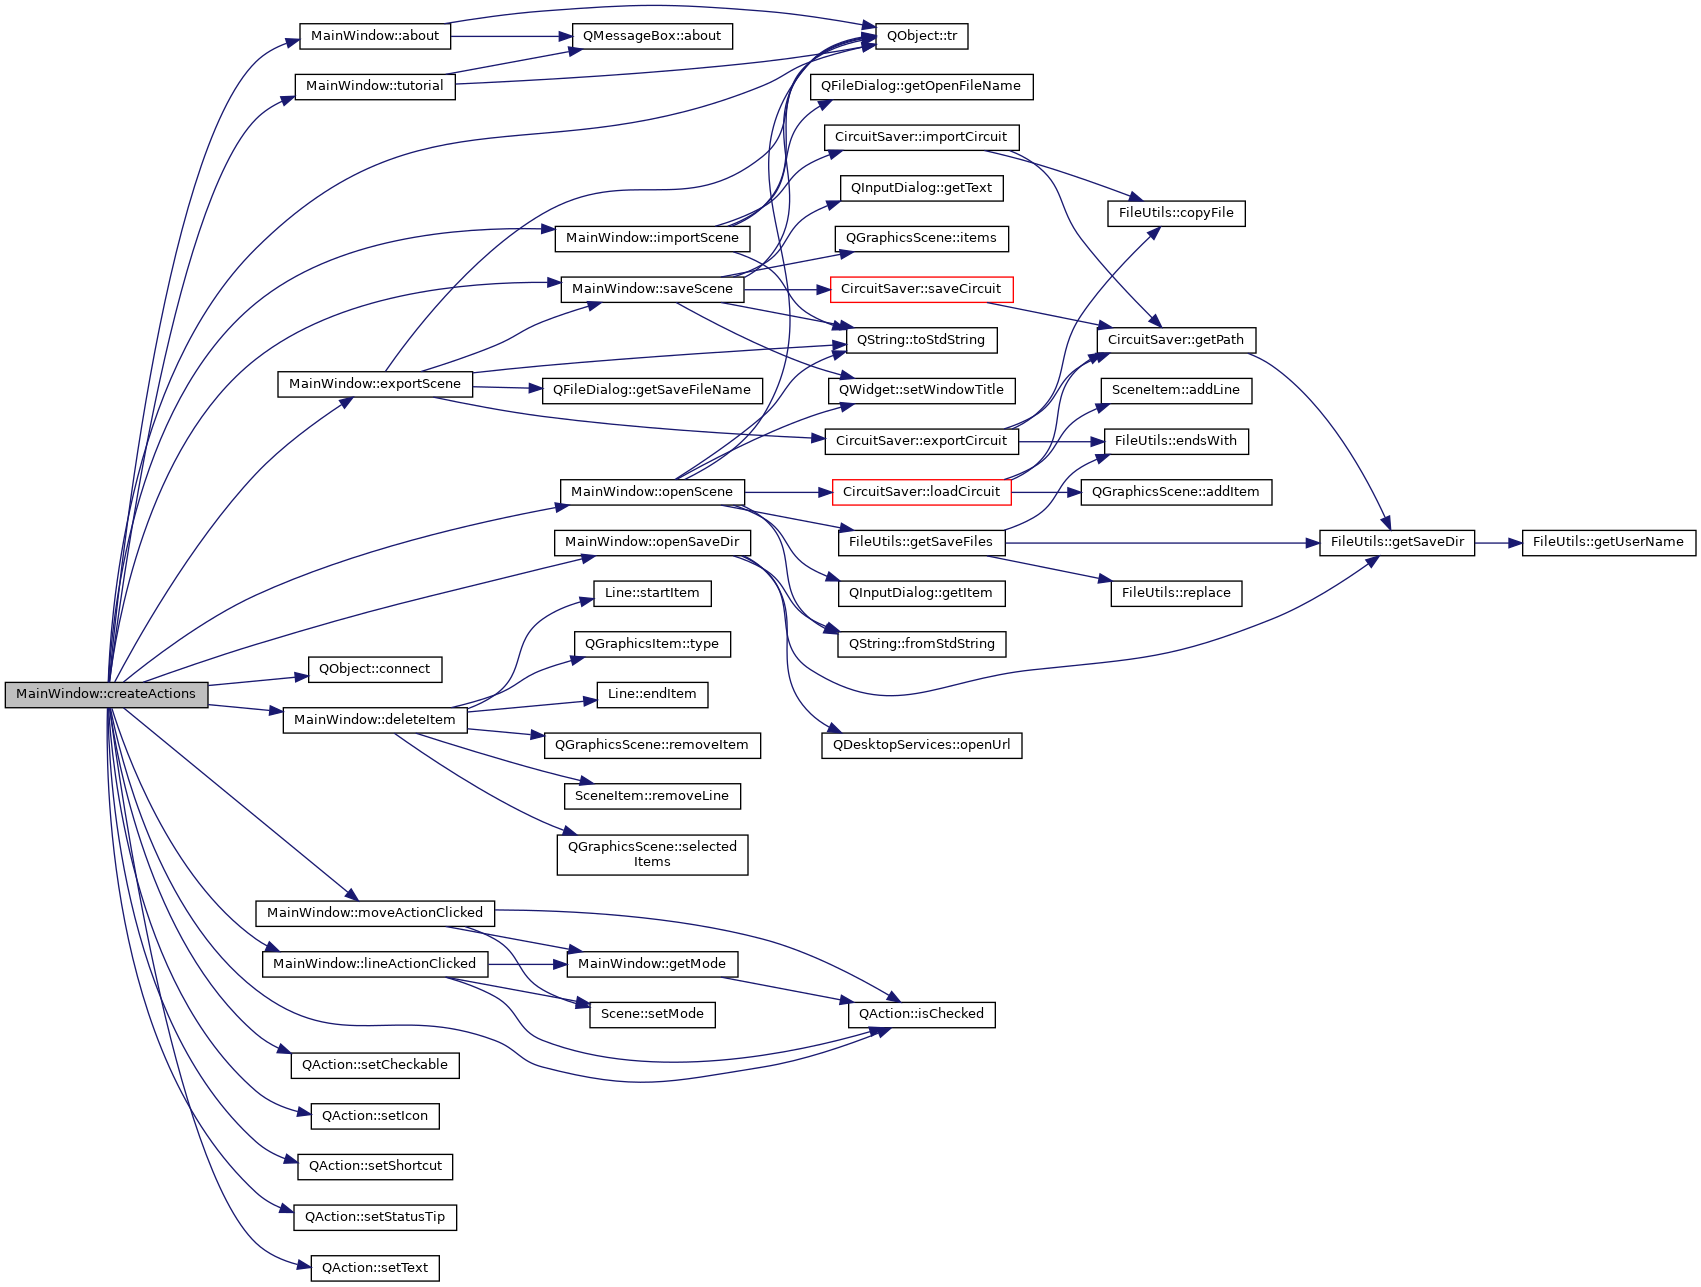 MainWindow::about
QMessageBox::about
QObject::tr
MainWindow::tutorial
QFileDialog::getOpenFileName
CircuitSaver::importCircuit
QInputDialog::getText
FileUtils::copyFile
MainWindow::importScene
QGraphicsScene::items
MainWindow::saveScene
CircuitSaver::saveCircuit
QString::toStdString
CircuitSaver::getPath
MainWindow::exportScene
QFileDialog::getSaveFileName
QWidget::setWindowTitle
SceneItem::addLine
CircuitSaver::exportCircuit
FileUtils::endsWith
MainWindow::openScene
CircuitSaver::loadCircuit
QGraphicsScene::addItem
MainWindow::openSaveDir
FileUtils::getSaveFiles
FileUtils::getSaveDir
FileUtils::getUserName
Line::startItem
QInputDialog::getItem
FileUtils::replace
QGraphicsItem::type
QString::fromStdString
QObject::connect
MainWindow::createActions
Line::endItem
MainWindow::deleteItem
QGraphicsScene::removeItem
QDesktopServices::openUrl
SceneItem::removeLine
QGraphicsScene::selected
Items
MainWindow::moveActionClicked
MainWindow::lineActionClicked
MainWindow::getMode
Scene::setMode
QAction::isChecked
QAction::setCheckable
QAction::setIcon
QAction::setShortcut
QAction::setStatusTip
QAction::setText